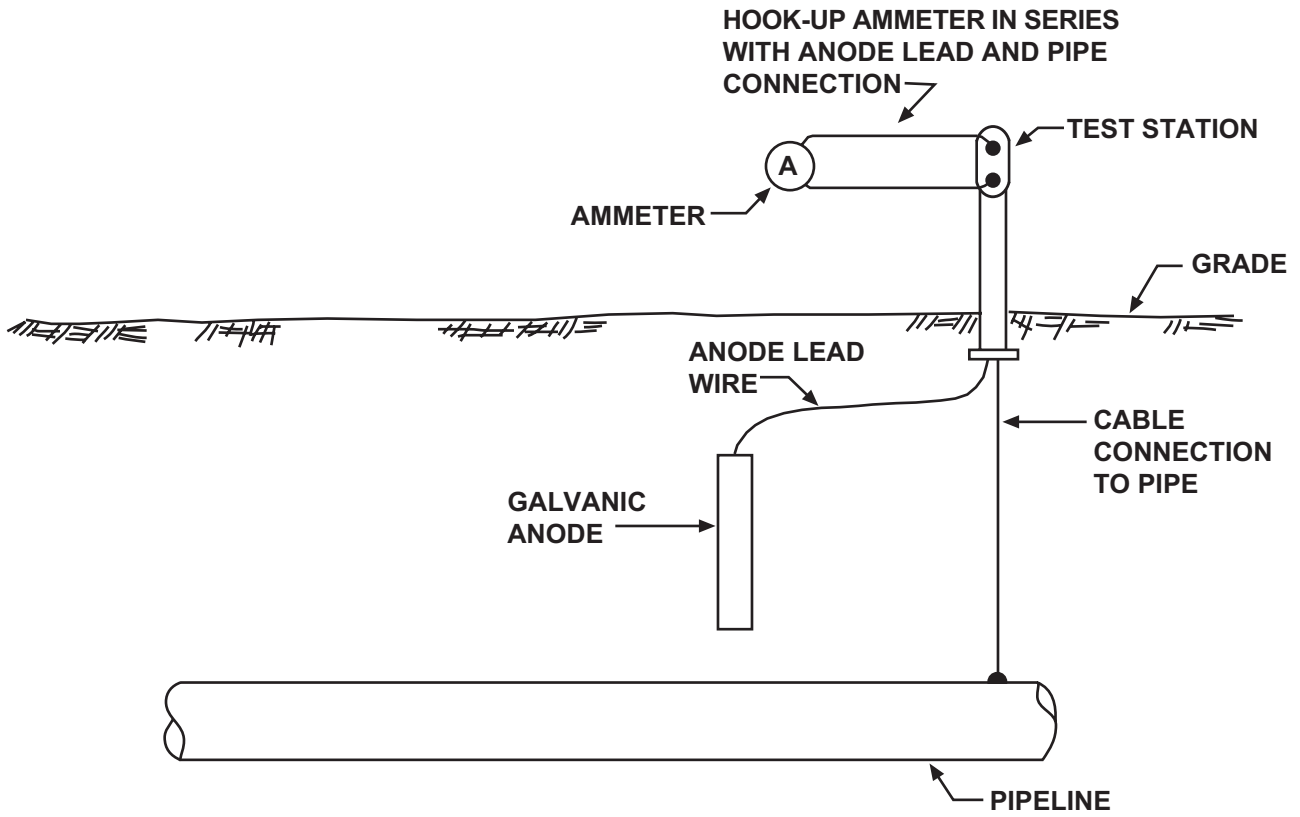 HOOK-UP AMMETER IN SERIES
WITH ANODE LEAD AND PIPE
CONNECTION
TEST STATION
A
AMMETER
GRADE
ANODE LEAD
WIRE
CABLE
CONNECTION
TO PIPE
GALVANIC
ANODE
PIPELINE